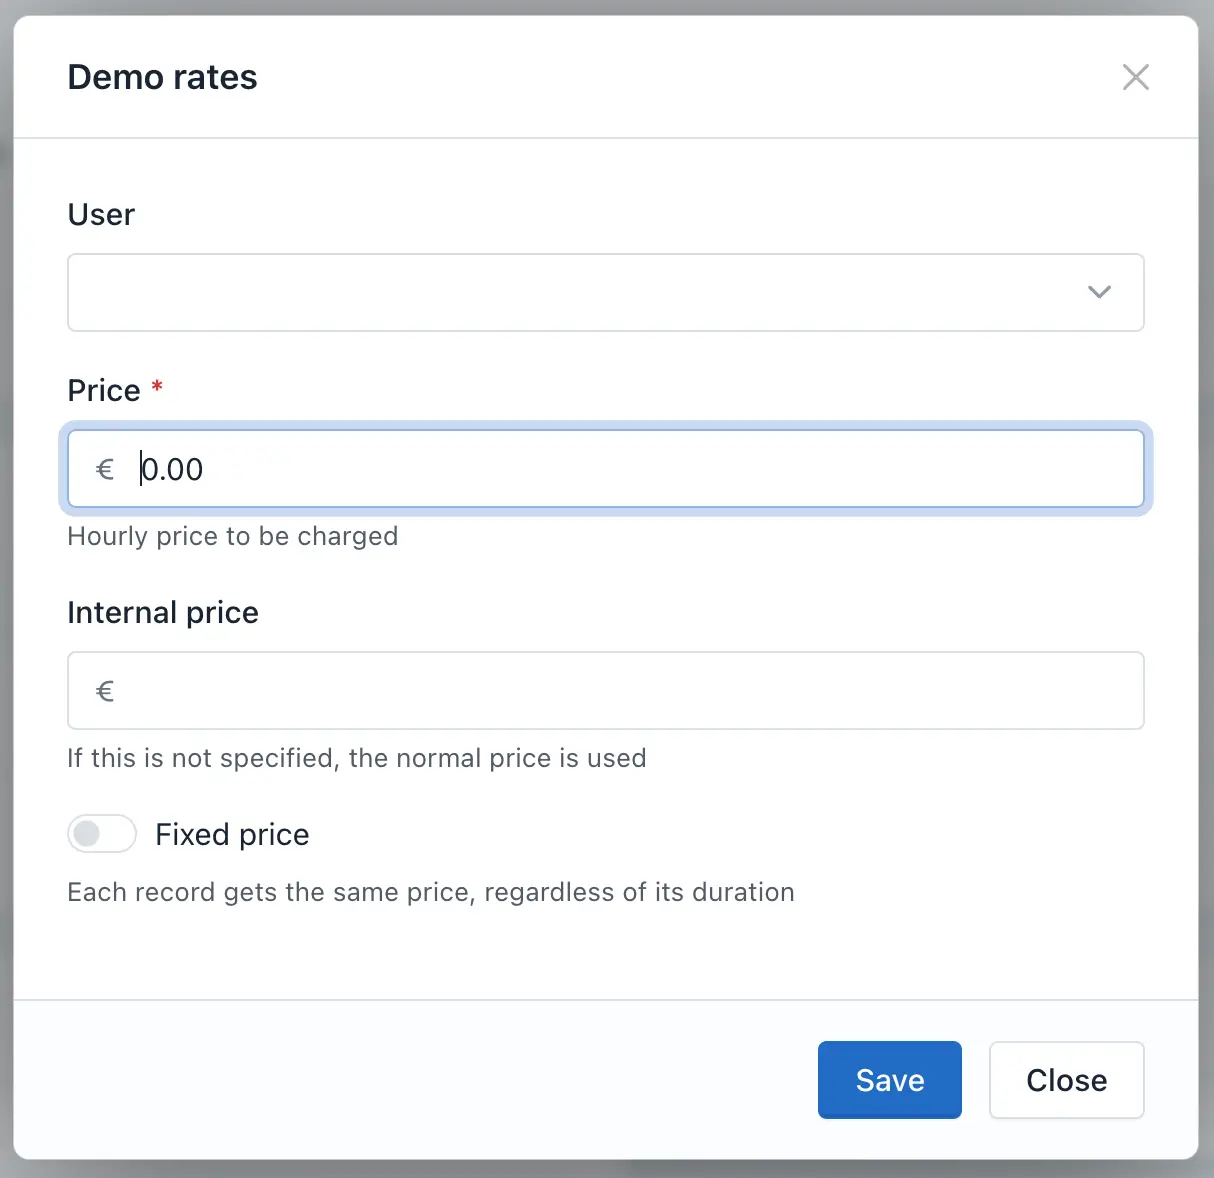 Demo rates
User
Price *
€ 0.00
Hourly price to be charged
Internal price
€
If this is not specified, the normal price is used
Fixed price
Each record gets the same price, regardless of its duration
Save Close